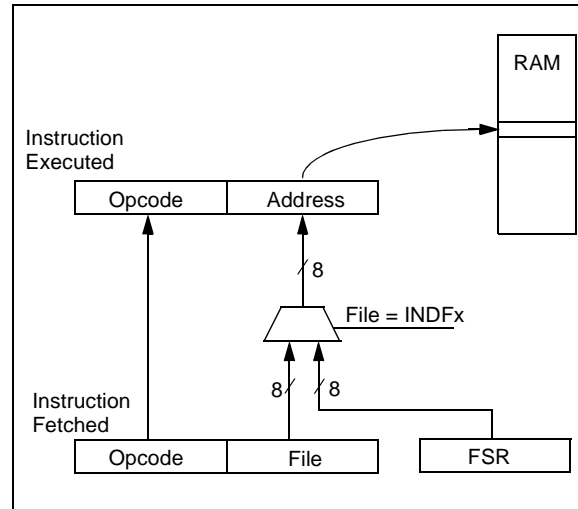 RAM
Instruction
Executed
Opcode
Address
8
File = INDFx
8
8
Instruction
Fetched
Opcode
File
FSR